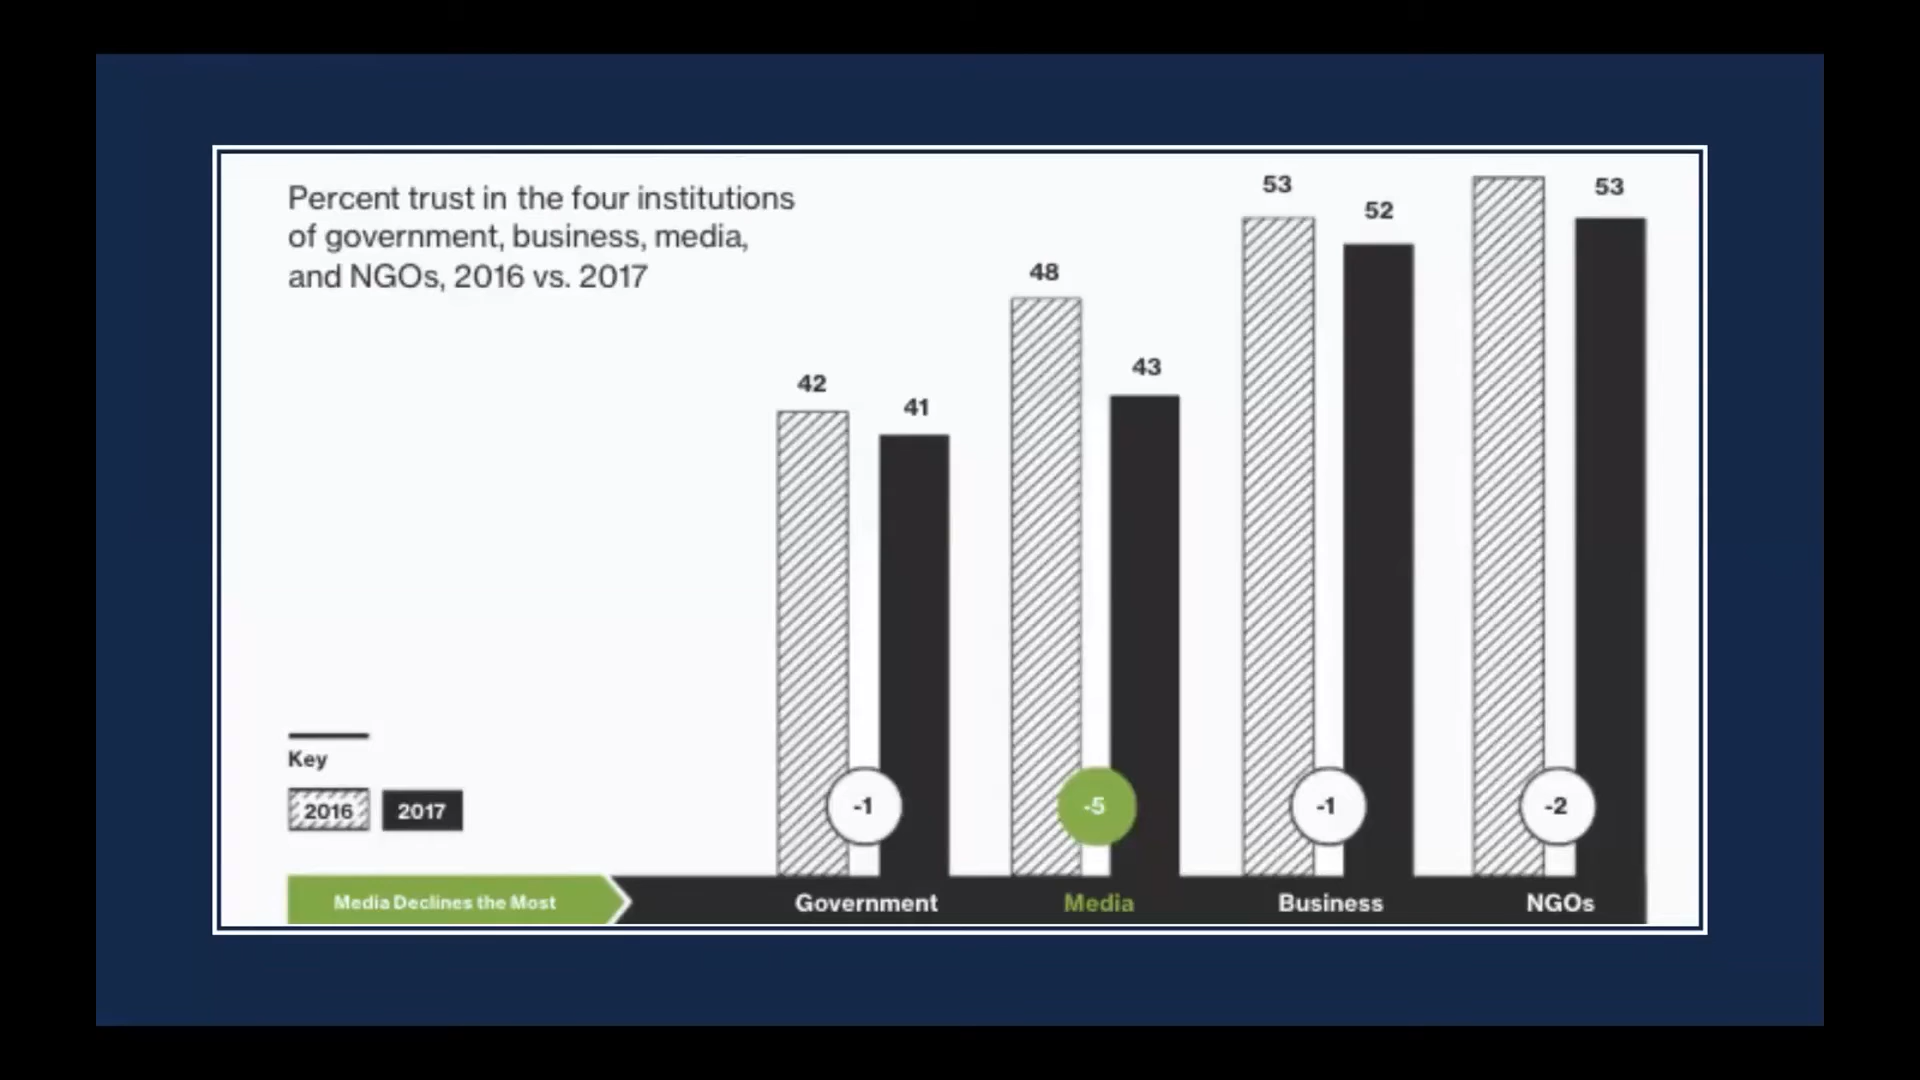 Percent trust in the four institutions
of government, business, media,
and NGOs, 2016 vs. 2017
42
41
48
43
53
52
53
Key
2016
2017
-1
-5
-1
-2
Media Declines the Most
Government
Media
Business
NGOs